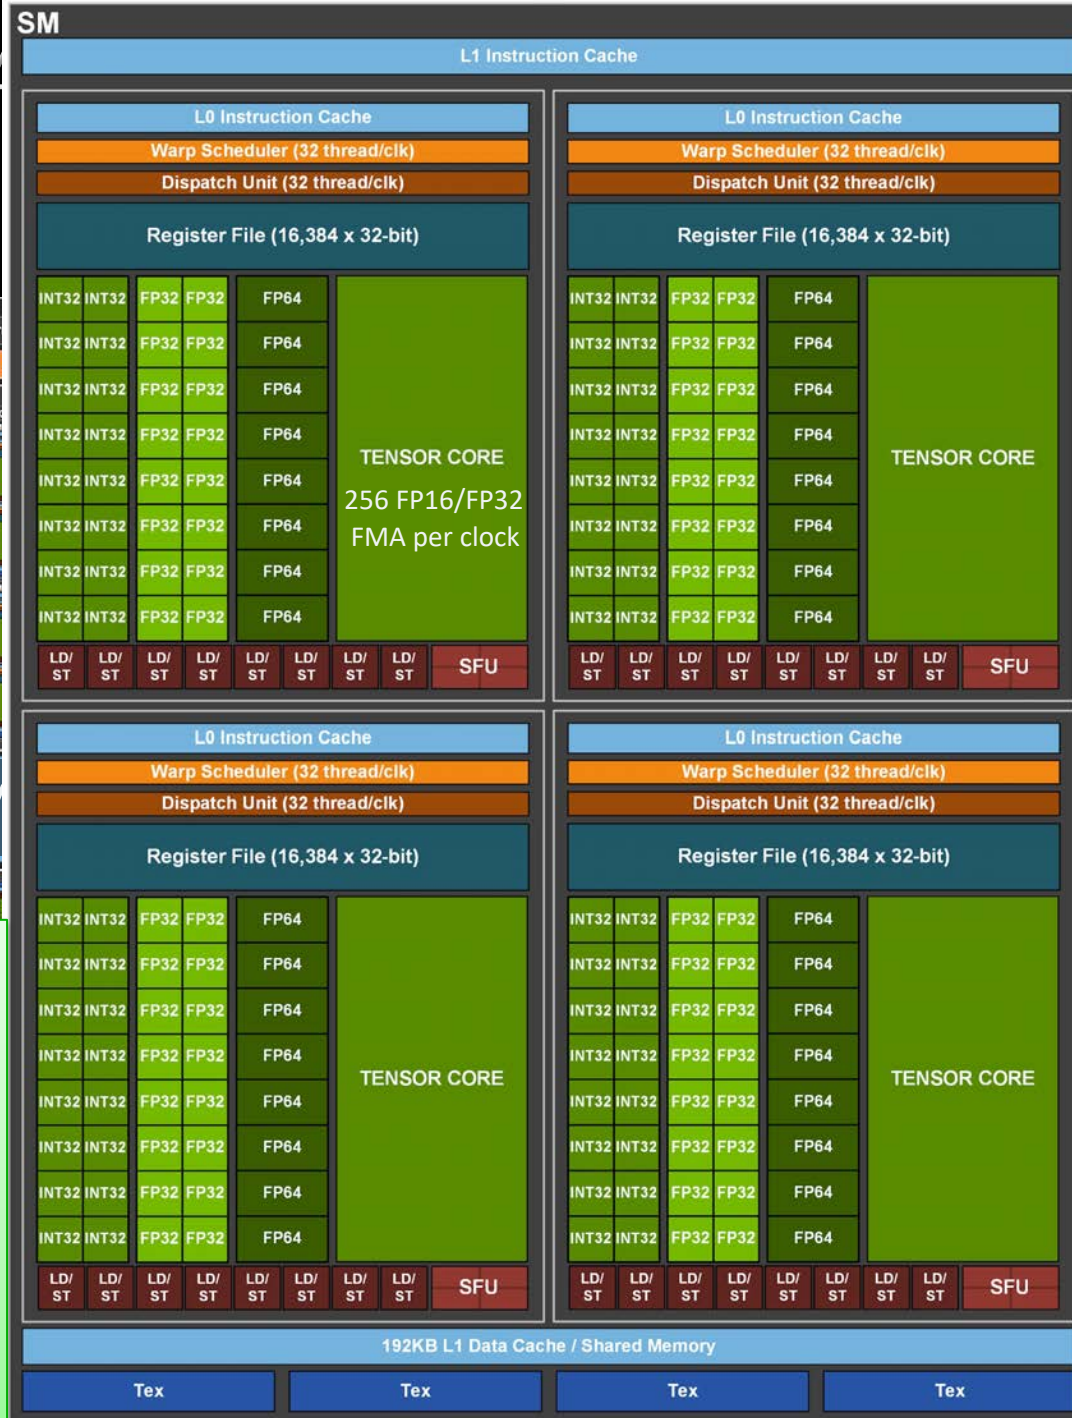 SM
L1 Instruction Cache
L0 Instruction Cache
Warp Scheduler (32 thread/clk)
Dispatch Unit (32 thread/clk)
Register File (16,384 x 32-bit)
INT32 INT32 FP32 FP32 FP64
INT32 INT32 FP32 FP32 FP64
INT32 INT32 FP32 FP32 FP64
INT32 INT32 FP32 FP32 FP64
INT32 INT32 FP32 FP32 FP64
INT32 INT32 FP32 FP32 FP64
INT32 INT32 FP32 FP32 FP64
INT32 INT32 FP32 FP32 FP64
TENSOR CORE
256 FP16/FP32
FMA per clock
LD/ LD/ LD/ LD/ LD/ LD/ LD/ LD/
ST ST ST ST ST ST ST ST
SFU
L0 Instruction Cache
Warp Scheduler (32 thread/clk)
Dispatch Unit (32 thread/clk)
Register File (16,384 x 32-bit)
INT32 INT32 FP32 FP32 FP64
INT32 INT32 FP32 FP32 FP64
INT32 INT32 FP32 FP32 FP64
INT32 INT32 FP32 FP32 FP64
INT32 INT32 FP32 FP32 FP64
INT32 INT32 FP32 FP32 FP64
INT32 INT32 FP32 FP32 FP64
INT32 INT32 FP32 FP32 FP64
TENSOR CORE
LD/ LD/ LD/ LD/ LD/ LD/ LD/ LD/
ST ST ST ST ST ST ST ST
SFU
L0 Instruction Cache
Warp Scheduler (32 thread/clk)
Dispatch Unit (32 thread/clk)
Register File (16,384 x 32-bit)
INT32 INT32 FP32 FP32 FP64
INT32 INT32 FP32 FP32 FP64
INT32 INT32 FP32 FP32 FP64
INT32 INT32 FP32 FP32 FP64
INT32 INT32 FP32 FP32 FP64
INT32 INT32 FP32 FP32 FP64
INT32 INT32 FP32 FP32 FP64
INT32 INT32 FP32 FP32 FP64
TENSOR CORE
LD/ LD/ LD/ LD/ LD/ LD/ LD/ LD/
ST ST ST ST ST ST ST ST
SFU
L0 Instruction Cache
Warp Scheduler (32 thread/clk)
Dispatch Unit (32 thread/clk)
Register File (16,384 x 32-bit)
INT32 INT32 FP32 FP32 FP64
INT32 INT32 FP32 FP32 FP64
INT32 INT32 FP32 FP32 FP64
INT32 INT32 FP32 FP32 FP64
INT32 INT32 FP32 FP32 FP64
INT32 INT32 FP32 FP32 FP64
INT32 INT32 FP32 FP32 FP64
INT32 INT32 FP32 FP32 FP64
TENSOR CORE
LD/ LD/ LD/ LD/ LD/ LD/ LD/ LD/
ST ST ST ST ST ST ST ST
SFU
192KB L1 Data Cache / Shared Memory
Tex Tex Tex Tex